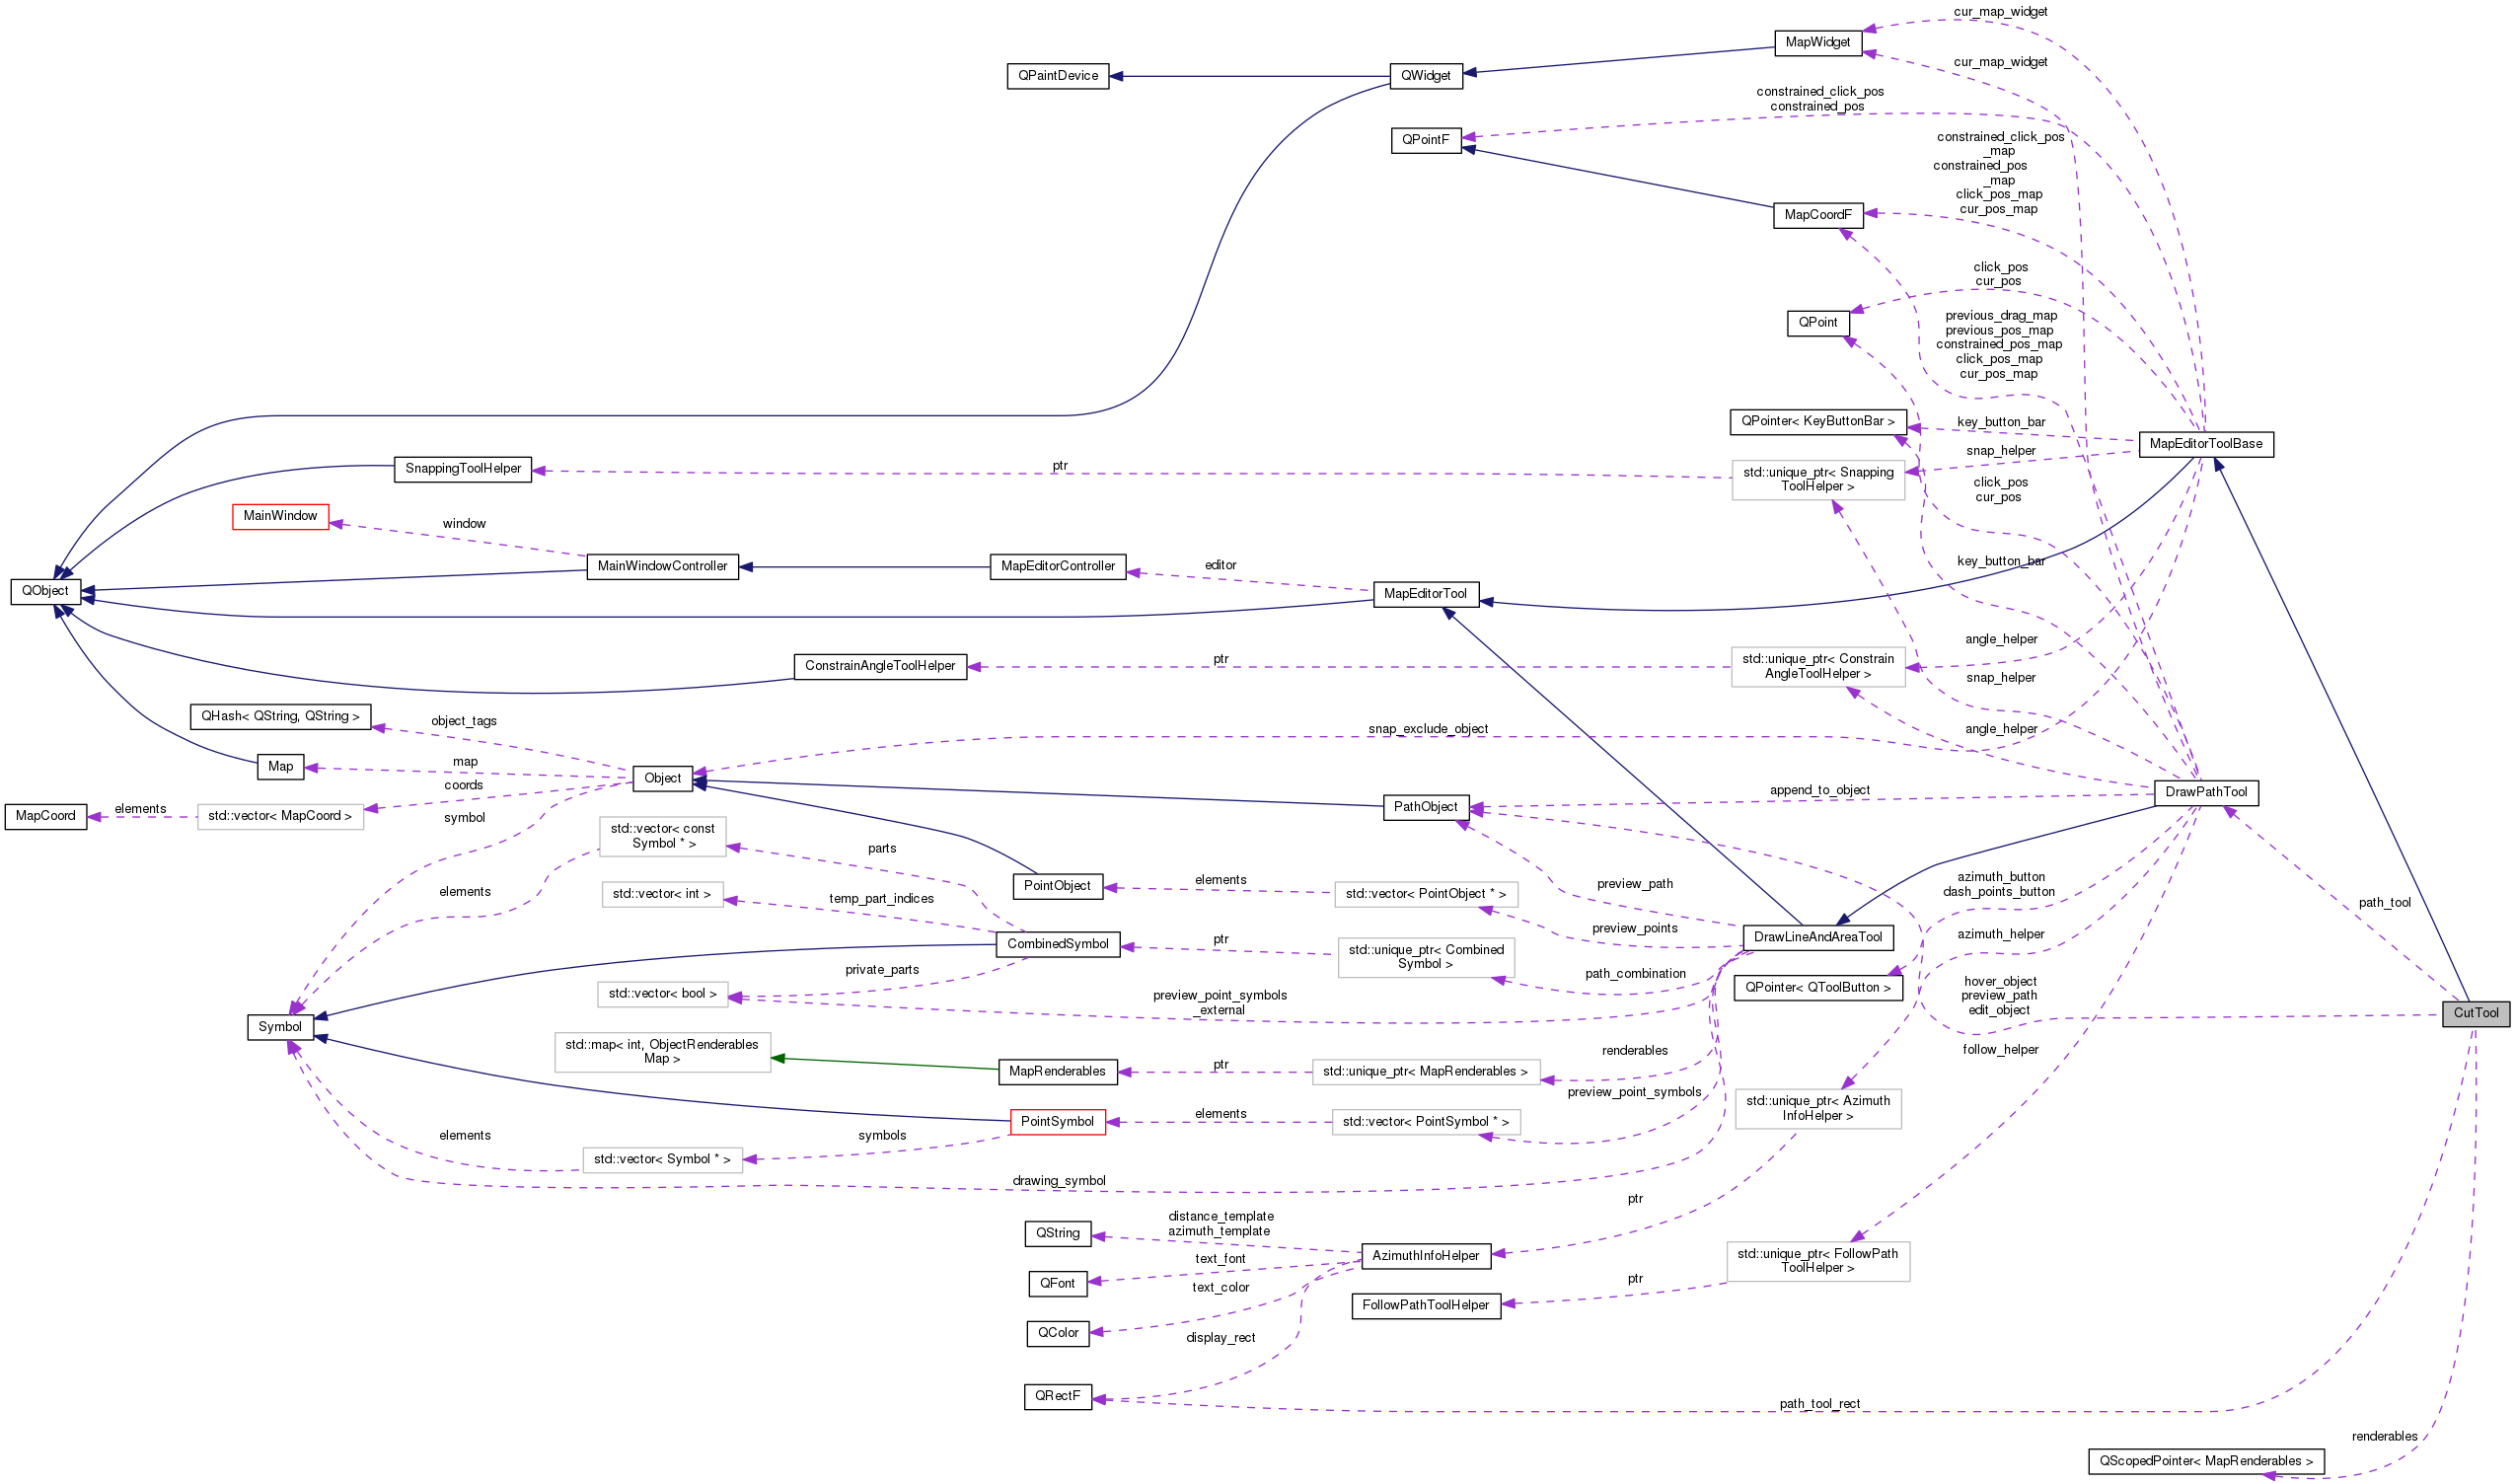 cur_map_widget
MapWidget
cur_map_widget
QPaintDevice
QWidget
constrained_click_pos
constrained_pos
QPointF
constrained_click_pos
_map
constrained_pos
_map
click_pos_map
cur_pos_map
MapCoordF
click_pos
cur_pos
QPoint
previous_drag_map
previous_pos_map
constrained_pos_map
click_pos_map
cur_pos_map
QPointer< KeyButtonBar >
key_button_bar
MapEditorToolBase
snap_helper
SnappingToolHelper
ptr
std::unique_ptr< Snapping
ToolHelper >
click_pos
cur_pos
MainWindow
window
MainWindowController
MapEditorController
editor
key_button_bar
QObject
MapEditorTool
angle_helper
ConstrainAngleToolHelper
ptr
std::unique_ptr< Constrain
AngleToolHelper >
snap_helper
QHash< QString, QString >
object_tags
snap_exclude_object
angle_helper
Map
map
Object
coords
append_to_object
DrawPathTool
MapCoord
elements
std::vector< MapCoord >
symbol
PathObject
std::vector< const
Symbol * >
parts
elements
std::vector< int >
temp_part_indices
PointObject
elements
std::vector< PointObject * >
preview_path
azimuth_button
dash_points_button
path_tool
preview_points
DrawLineAndAreaTool
azimuth_helper
CombinedSymbol
ptr
std::unique_ptr< Combined
Symbol >
path_combination
private_parts
std::vector< bool >
preview_point_symbols
_external
QPointer< QToolButton >
hover_object
preview_path
edit_object
CutTool
Symbol
std::map< int, ObjectRenderables
Map >
MapRenderables
ptr
std::unique_ptr< MapRenderables >
renderables
follow_helper
preview_point_symbols
std::unique_ptr< Azimuth
InfoHelper >
PointSymbol
elements
std::vector< PointSymbol * >
elements
symbols
std::vector< Symbol * >
drawing_symbol
ptr
QString
distance_template
azimuth_template
AzimuthInfoHelper
std::unique_ptr< FollowPath
ToolHelper >
QFont
text_font
text_color
ptr
FollowPathToolHelper
QColor
display_rect
QRectF
path_tool_rect
renderables
QScopedPointer< MapRenderables >